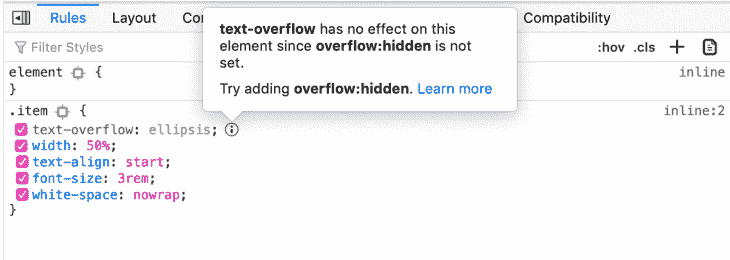 Rules Layout Co Compatibility
text-overflow has no effect on this
element since overflow:hidden is not
set.
Try adding overflow:hidden. Learn more
Filter Styles :hov .cls +
element { inline
}
.item { inline:2
text-overflow: ellipsis;
width: 50%;
text-align: start;
font-size: 3rem;
white-space: nowrap;
}